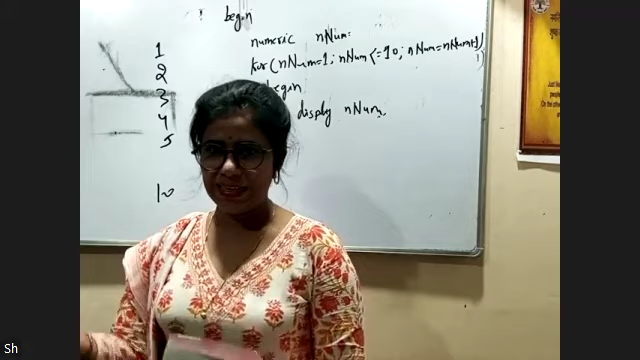 begin
numeric nNum
for(nNum=1; nNum<=10; nNum=nNum+1)
begin
display nNum
1
2
3
4
5
10
Sh